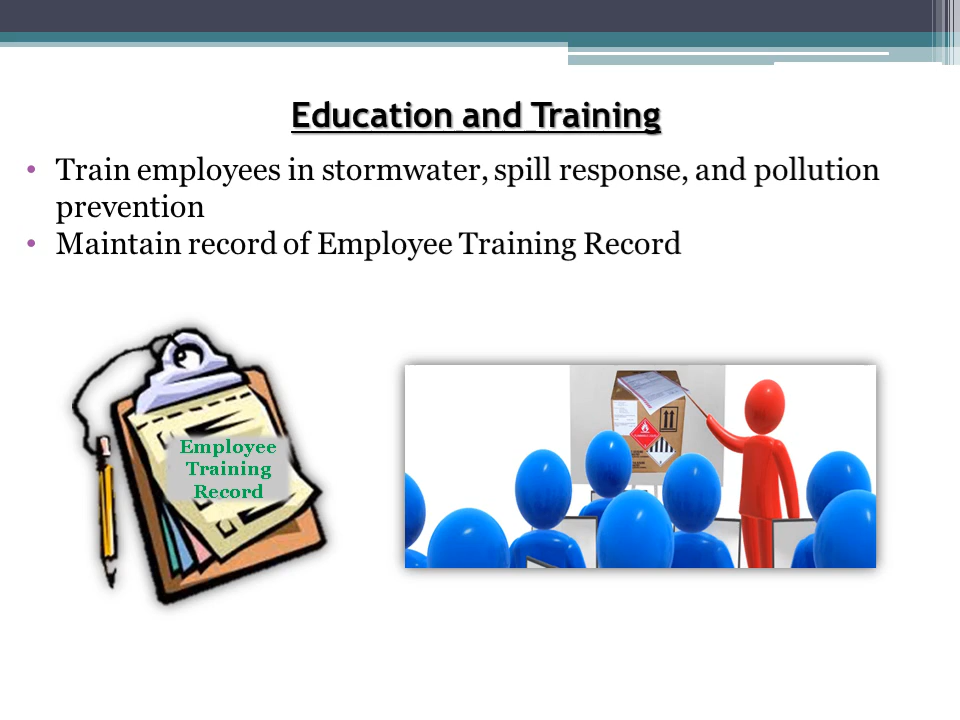 Education and Training
• Train employees in stormwater, spill response, and pollution
prevention
• Maintain record of Employee Training Record
Employee
Training
Record